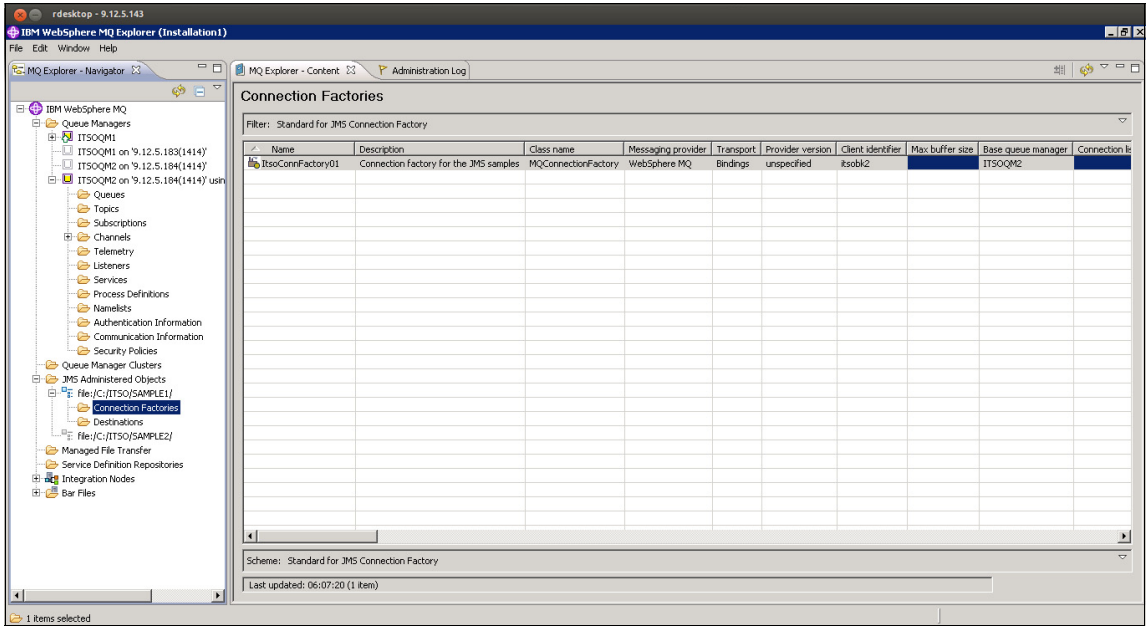 rdesktop - 9.12.5.143
IBM WebSphere MQ Explorer (Installation1)
File Edit Window Help
MQ Explorer - Navigator
IBM WebSphere MQ
Queue Managers
ITSOQM1
ITSOQM1 on '9.12.5.183(1414)'
ITSOQM2 on '9.12.5.184(1414)'
ITSOQM2 on '9.12.5.184(1414)' usin
Queues
Topics
Subscriptions
Channels
Telemetry
Listeners
Services
Process Definitions
Namelists
Authentication Information
Communication Information
Security Policies
Queue Manager Clusters
JMS Administered Objects
file:/C:/ITSO/SAMPLE1/
Connection Factories
Destinations
file:/C:/ITSO/SAMPLE2/
Managed File Transfer
Service Definition Repositories
Integration Nodes
Bar Files
MQ Explorer - Content Administration Log
Connection Factories
Filter: Standard for JMS Connection Factory
Name Description Class name Messaging provider Transport Provider version Client identifier Max buffer size Base queue manager Connection lis
ItsoConnFactory01 Connection factory for the JMS samples MQConnectionFactory WebSphere MQ Bindings unspecified itsobk2 ITSOQM2
Scheme: Standard for JMS Connection Factory
Last updated: 06:07:20 (1 item)
1 items selected